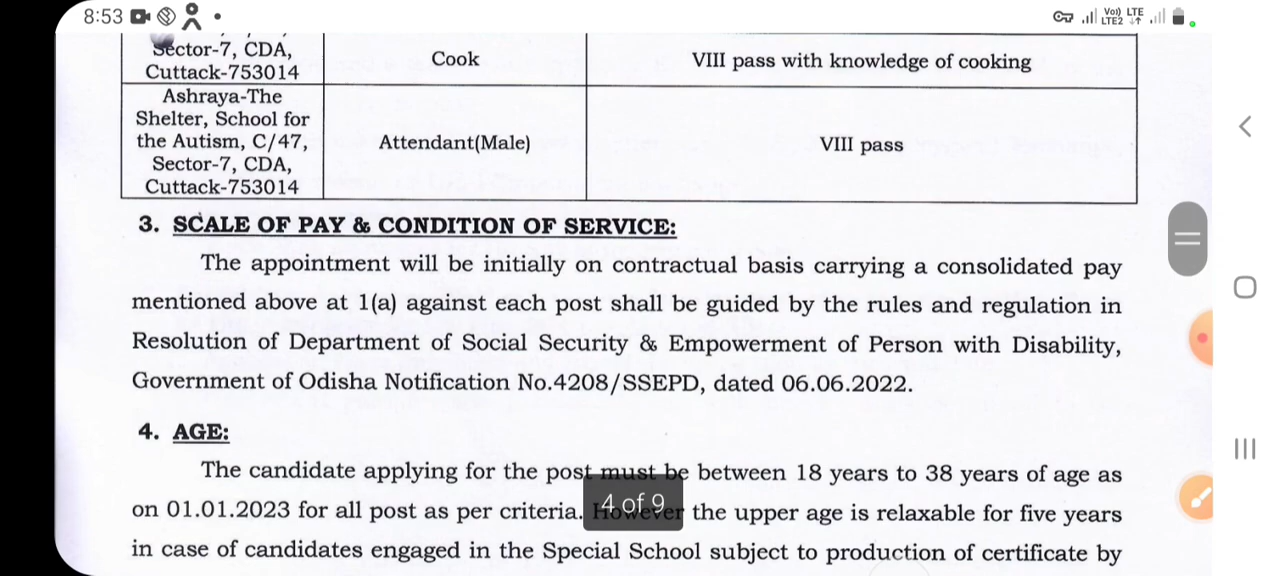 8:53
Vo)) LTE
LTE2
Sector-7, CDA,
Cuttack-753014
Cook
VIII pass with knowledge of cooking
Ashraya-The
Shelter, School for
the Autism, C/47,
Sector-7, CDA,
Cuttack-753014
Attendant(Male)
VIII pass
3. SCALE OF PAY & CONDITION OF SERVICE:
The appointment will be initially on contractual basis carrying a consolidated pay
mentioned above at 1(a) against each post shall be guided by the rules and regulation in
Resolution of Department of Social Security & Empowerment of Person with Disability,
Government of Odisha Notification No.4208/SSEPD, dated 06.06.2022.
4. AGE:
The candidate applying for the post must be between 18 years to 38 years of age as
on 01.01.2023 for all post as per criteria. However the upper age is relaxable for five years
in case of candidates engaged in the Special School subject to production of certificate by
4 of 9